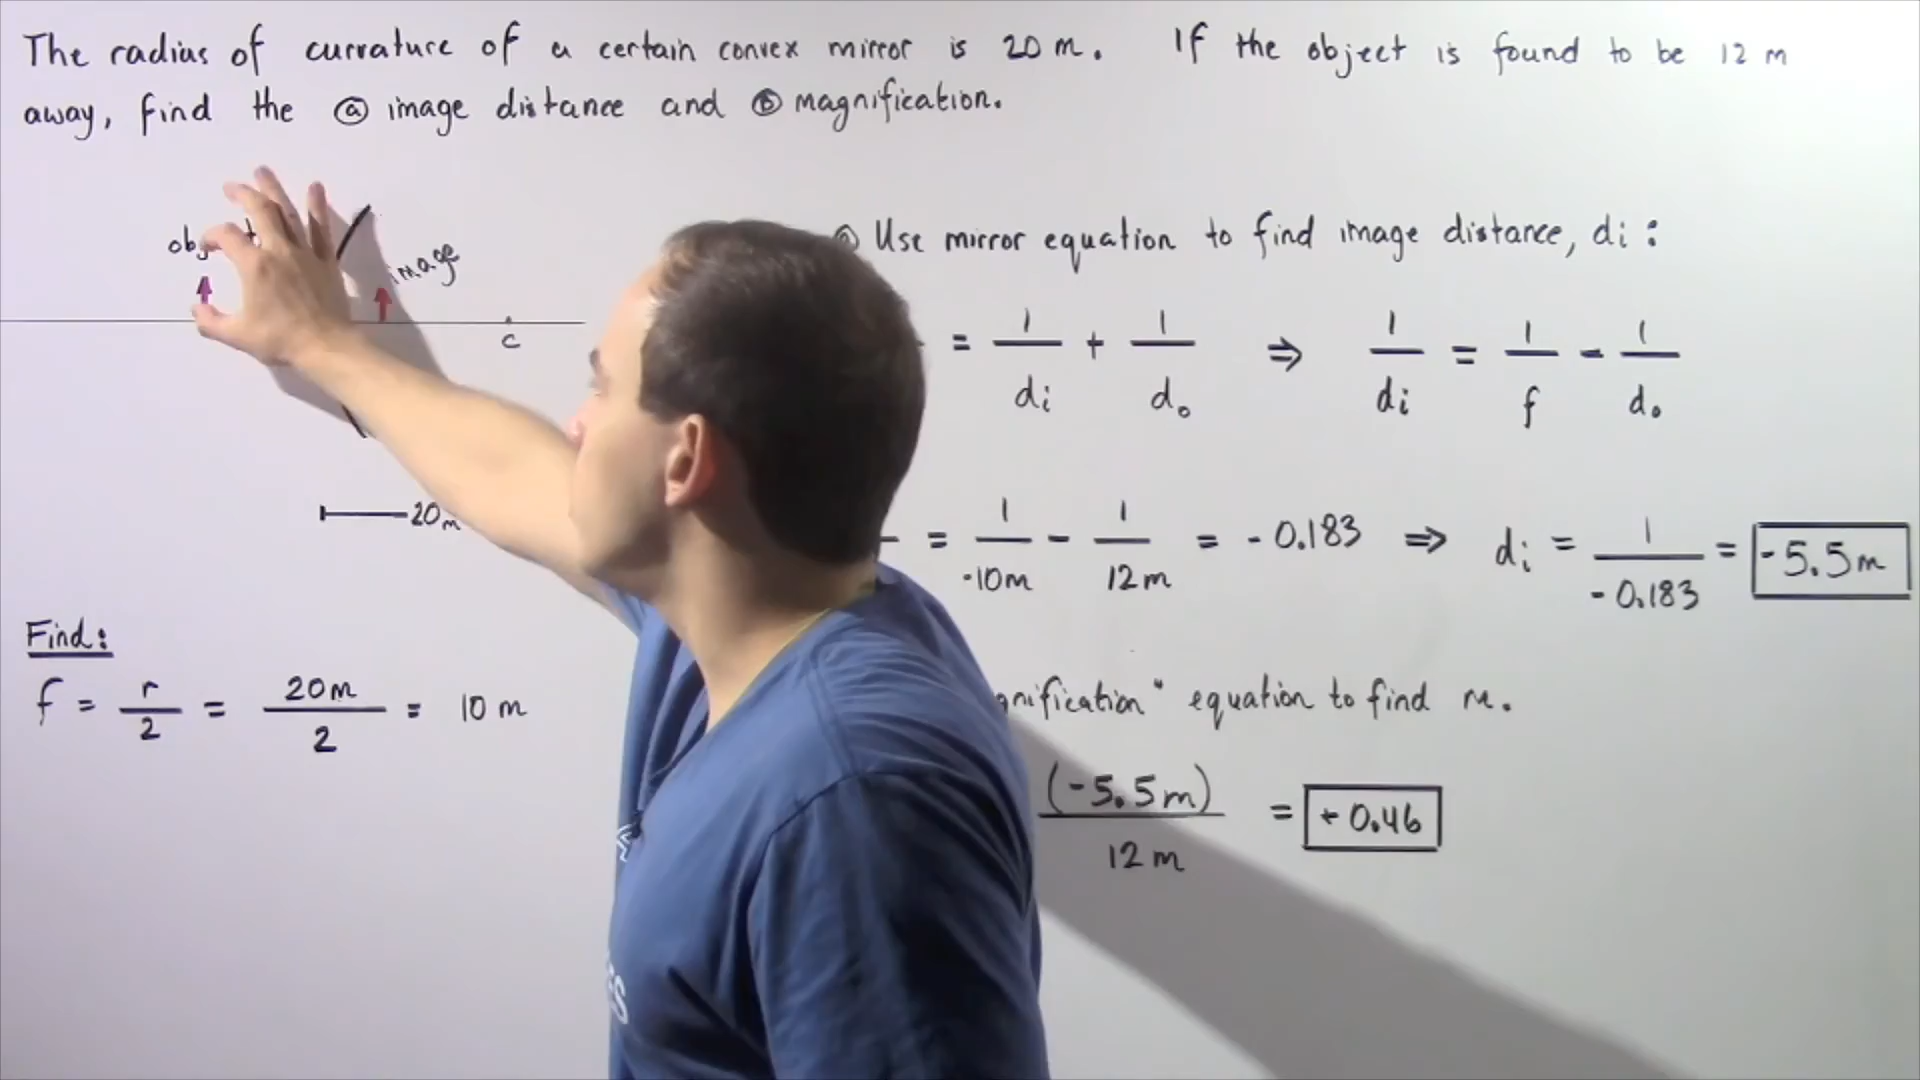 The radius of curvature of a certain convex mirror is 20 m. If the object is found to be 12 m
away, find the ⓐ image distance and ⓑ magnification.
image
c
20m
Find:
f = r/2 = 20m/2 = 10 m
ⓐ Use mirror equation to find image distance, di :
= 1/di + 1/do ⇒ 1/di = 1/f - 1/do
= 1/-10m - 1/12m = -0.183 ⇒ di = 1/-0.183 = -5.5m
equation to find m.
(-5.5m)/12m = +0.46